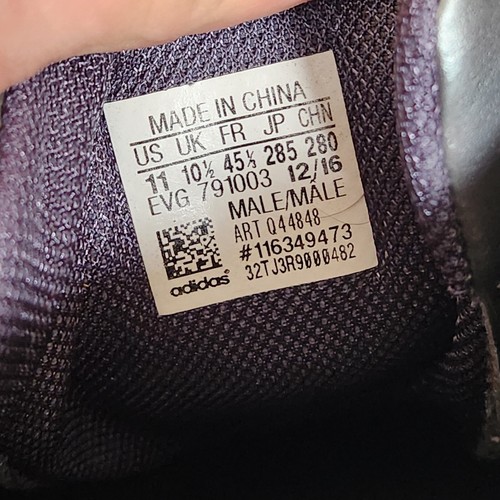 MADE IN CHINA
US UK FR JP CHN
11 10½ 45⅓ 285 280
EVG 791003 12/16
MALE/MÂLE
ART Q44848
#116349473
32TJ3R9000482
adidas®